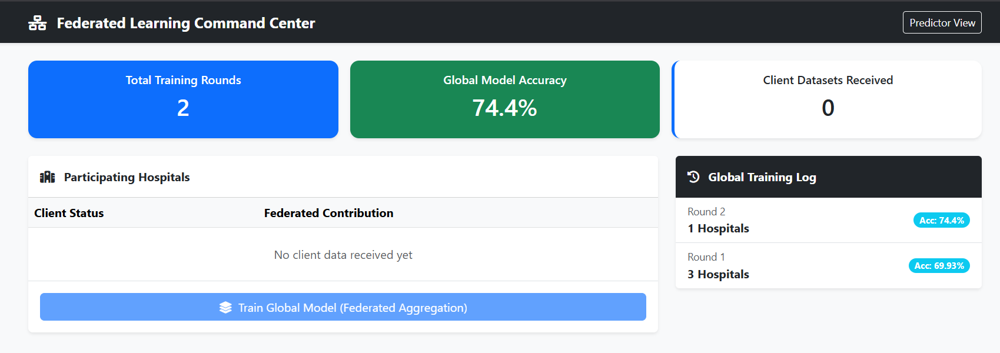 Federated Learning Command Center
Predictor View
Total Training Rounds
2
Global Model Accuracy
74.4%
Client Datasets Received
0
Participating Hospitals
Client Status
Federated Contribution
No client data received yet
Train Global Model (Federated Aggregation)
Global Training Log
Round 2
1 Hospitals
Acc: 74.4%
Round 1
3 Hospitals
Acc: 69.93%